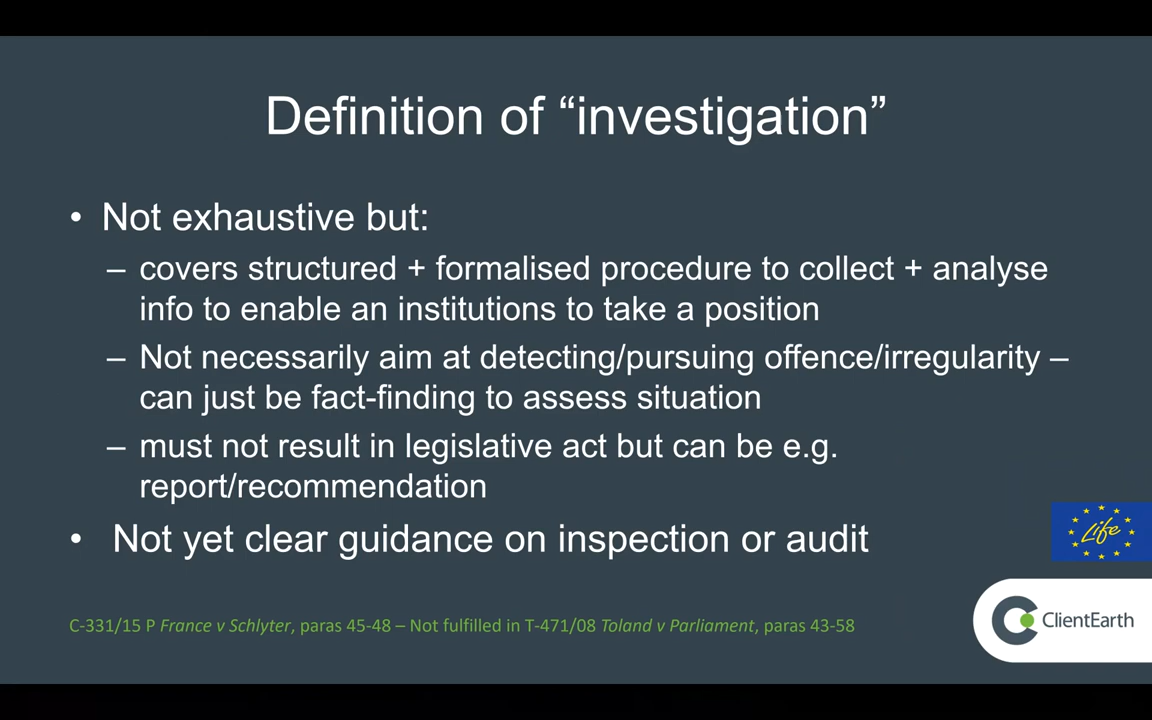 Definition of “investigation”
• Not exhaustive but:
– covers structured + formalised procedure to collect + analyse
info to enable an institutions to take a position
– Not necessarily aim at detecting/pursuing offence/irregularity –
can just be fact-finding to assess situation
– must not result in legislative act but can be e.g.
report/recommendation
• Not yet clear guidance on inspection or audit
Life
C-331/15 P France v Schlyter, paras 45-48 – Not fulfilled in T-471/08 Toland v Parliament, paras 43-58
ClientEarth